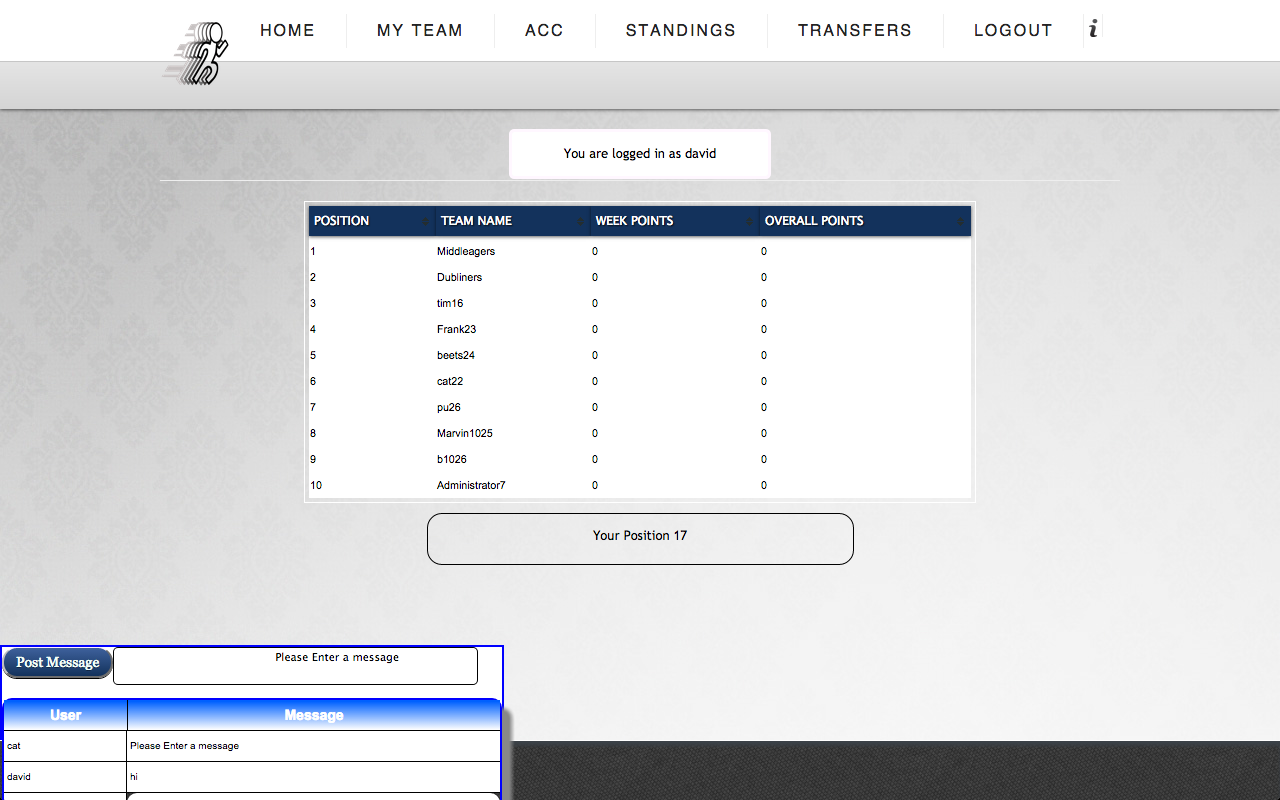 HOME MY TEAM ACC STANDINGS TRANSFERS LOGOUT i
You are logged in as david
POSITION TEAM NAME WEEK POINTS OVERALL POINTS
1 Middleagers 0 0
2 Dubliners 0 0
3 tim16 0 0
4 Frank23 0 0
5 beets24 0 0
6 cat22 0 0
7 pu26 0 0
8 Marvin1025 0 0
9 b1026 0 0
10 Administrator7 0 0
Your Position 17
Post Message Please Enter a message
User Message
cat Please Enter a message
david hi